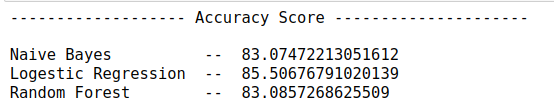 ------------------- Accuracy Score ---------------------
Naive Bayes          --  83.07472213051612
Logestic Regression  --  85.50676791020139
Random Forest        --  83.0857268625509